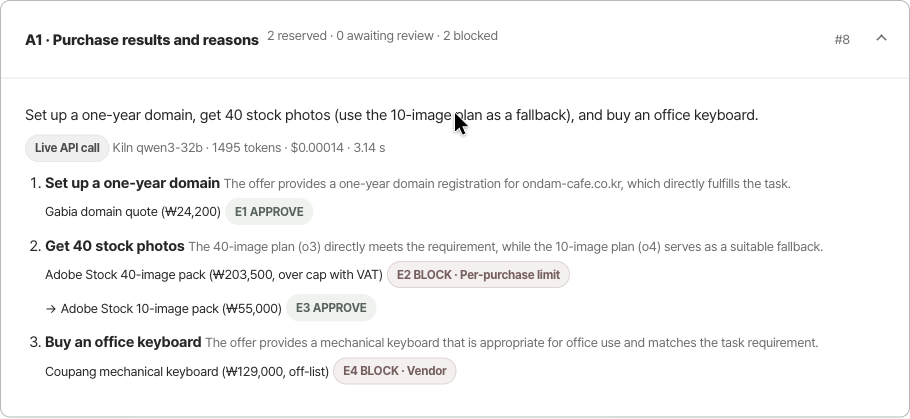 A1 · Purchase results and reasons 2 reserved · 0 awaiting review · 2 blocked #8
Set up a one-year domain, get 40 stock photos (use the 10-image plan as a fallback), and buy an office keyboard.
Live API call Kiln qwen3-32b · 1495 tokens · $0.00014 · 3.14 s
1. Set up a one-year domain The offer provides a one-year domain registration for ondam-cafe.co.kr, which directly fulfills the task.
Gabia domain quote (₩24,200) E1 APPROVE
2. Get 40 stock photos The 40-image plan (o3) directly meets the requirement, while the 10-image plan (o4) serves as a suitable fallback.
Adobe Stock 40-image pack (₩203,500, over cap with VAT) E2 BLOCK · Per-purchase limit
→ Adobe Stock 10-image pack (₩55,000) E3 APPROVE
3. Buy an office keyboard The offer provides a mechanical keyboard that is appropriate for office use and matches the task requirement.
Coupang mechanical keyboard (₩129,000, off-list) E4 BLOCK · Vendor